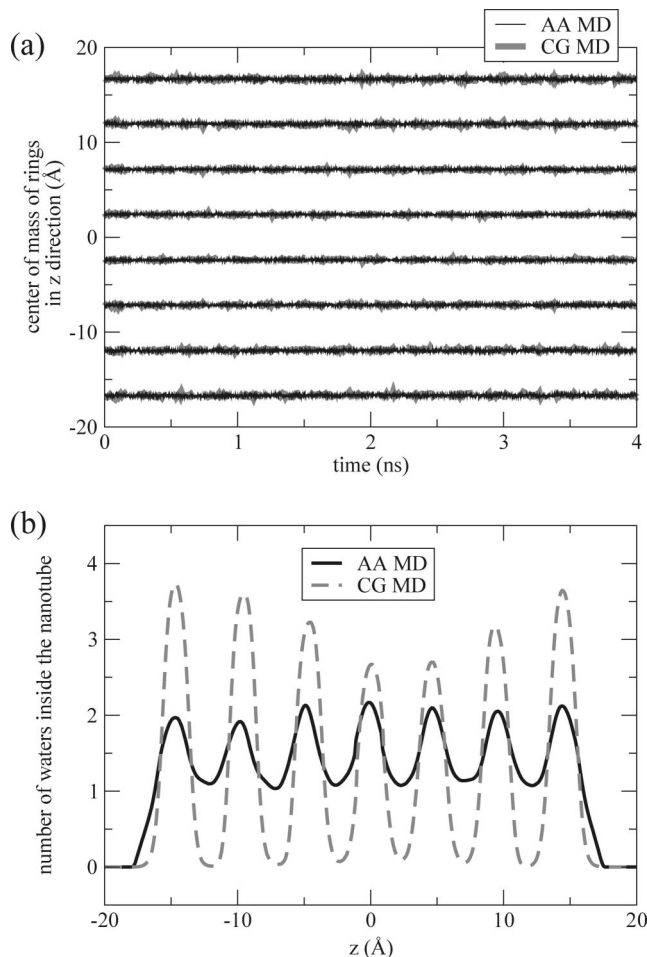 (a)
AA MD
CG MD
20
10
0
-10
-20
center of mass of rings
in z direction (Å)
0
1
2
3
4
time (ns)
(b)
AA MD
CG MD
4
3
2
1
0
number of waters inside the nanotube
-20
-10
0
10
20
z (Å)